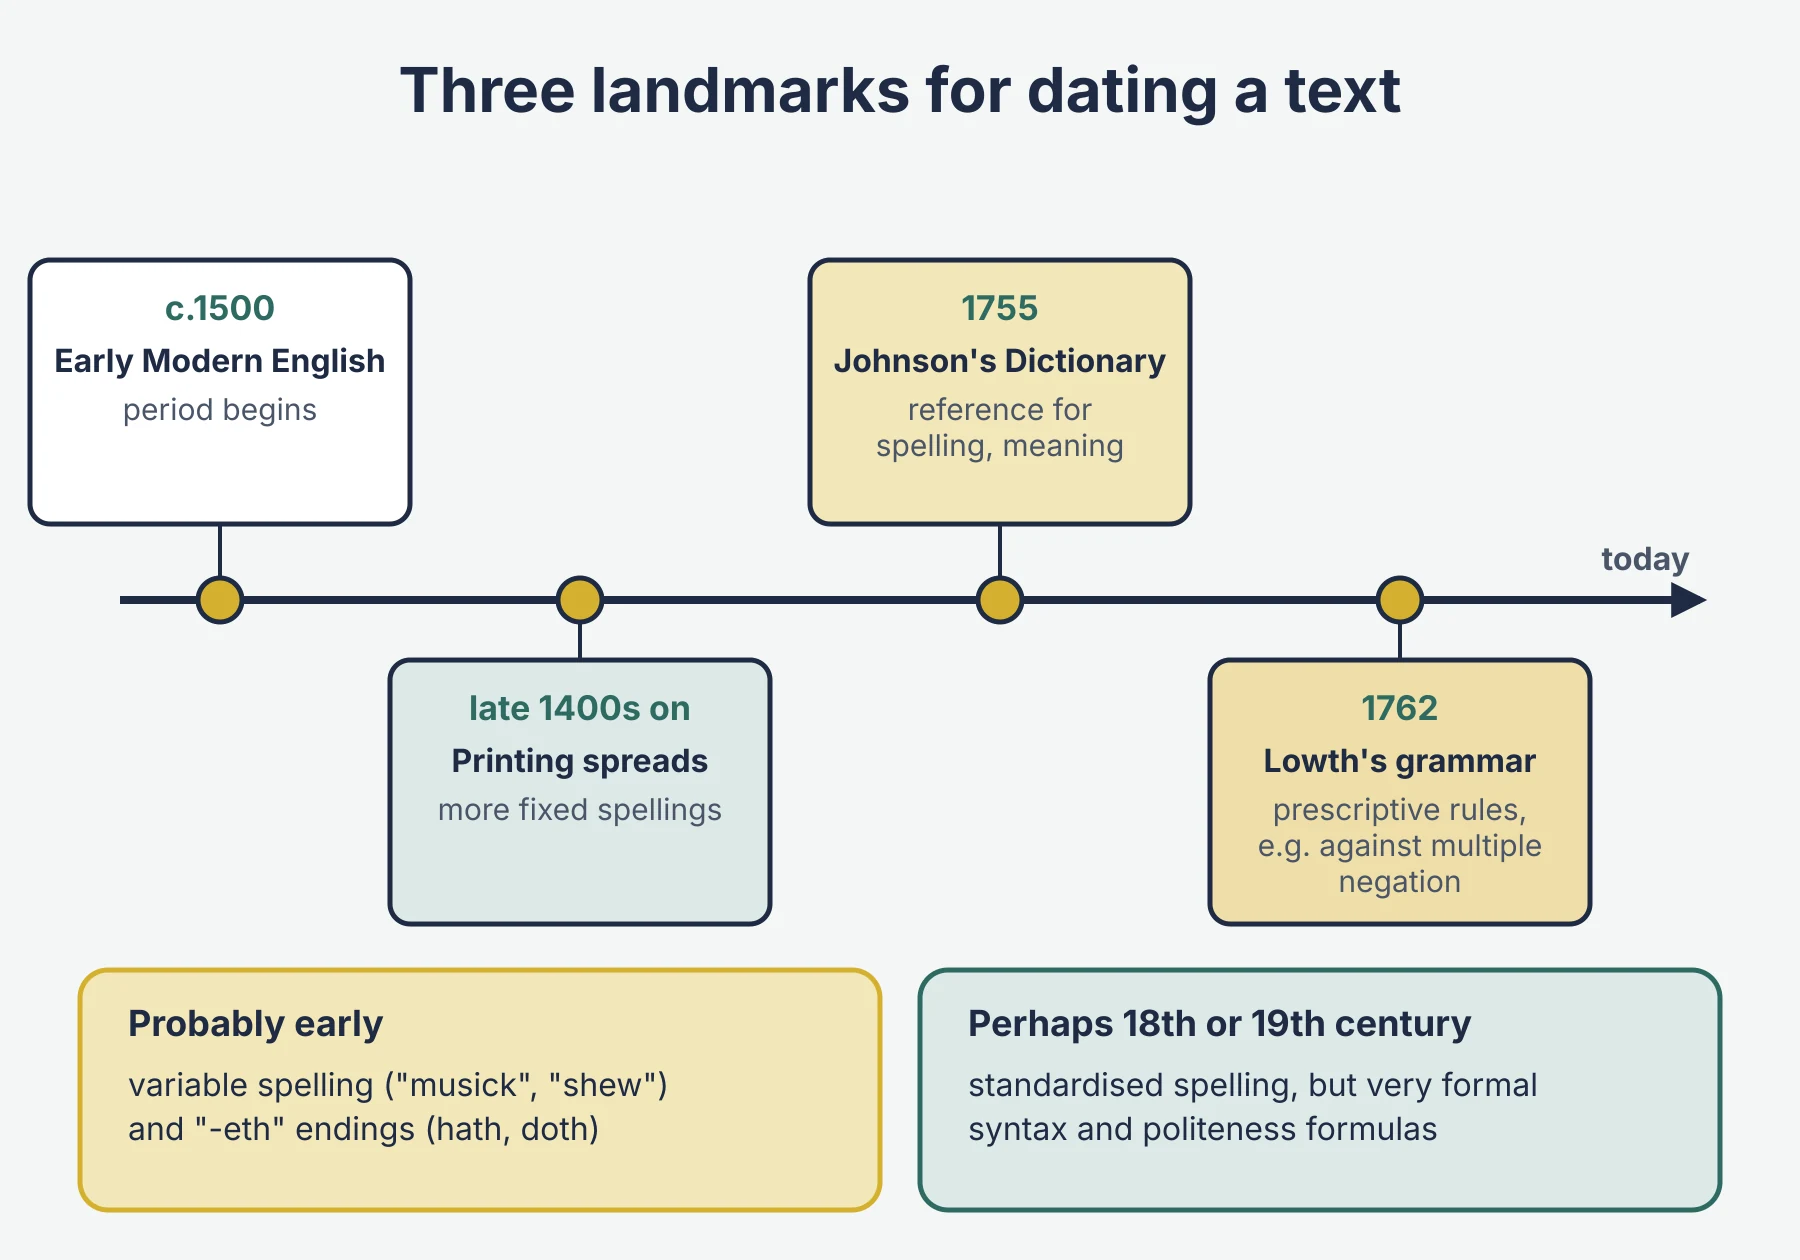 Three landmarks for dating a text
c.1500
Early Modern English
period begins
1755
Johnson's Dictionary
reference for
spelling, meaning
today
late 1400s on
Printing spreads
more fixed spellings
1762
Lowth's grammar
prescriptive rules,
e.g. against multiple
negation
Probably early
variable spelling ("musick", "shew")
and "-eth" endings (hath, doth)
Perhaps 18th or 19th century
standardised spelling, but very formal
syntax and politeness formulas